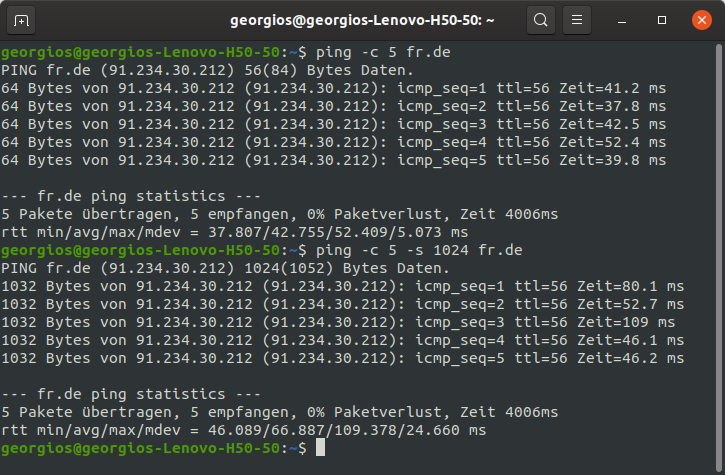 georgios@georgios-Lenovo-H50-50: ~
georgios@georgios-Lenovo-H50-50:~$ ping -c 5 fr.de
PING fr.de (91.234.30.212) 56(84) Bytes Daten.
64 Bytes von 91.234.30.212 (91.234.30.212): icmp_seq=1 ttl=56 Zeit=41.2 ms
64 Bytes von 91.234.30.212 (91.234.30.212): icmp_seq=2 ttl=56 Zeit=37.8 ms
64 Bytes von 91.234.30.212 (91.234.30.212): icmp_seq=3 ttl=56 Zeit=42.5 ms
64 Bytes von 91.234.30.212 (91.234.30.212): icmp_seq=4 ttl=56 Zeit=52.4 ms
64 Bytes von 91.234.30.212 (91.234.30.212): icmp_seq=5 ttl=56 Zeit=39.8 ms
--- fr.de ping statistics ---
5 Pakete übertragen, 5 empfangen, 0% Paketverlust, Zeit 4006ms
rtt min/avg/max/mdev = 37.807/42.755/52.409/5.073 ms
georgios@georgios-Lenovo-H50-50:~$ ping -c 5 -s 1024 fr.de
PING fr.de (91.234.30.212) 1024(1052) Bytes Daten.
1032 Bytes von 91.234.30.212 (91.234.30.212): icmp_seq=1 ttl=56 Zeit=80.1 ms
1032 Bytes von 91.234.30.212 (91.234.30.212): icmp_seq=2 ttl=56 Zeit=52.7 ms
1032 Bytes von 91.234.30.212 (91.234.30.212): icmp_seq=3 ttl=56 Zeit=109 ms
1032 Bytes von 91.234.30.212 (91.234.30.212): icmp_seq=4 ttl=56 Zeit=46.1 ms
1032 Bytes von 91.234.30.212 (91.234.30.212): icmp_seq=5 ttl=56 Zeit=46.2 ms
--- fr.de ping statistics ---
5 Pakete übertragen, 5 empfangen, 0% Paketverlust, Zeit 4006ms
rtt min/avg/max/mdev = 46.089/66.887/109.378/24.660 ms
georgios@georgios-Lenovo-H50-50:~$